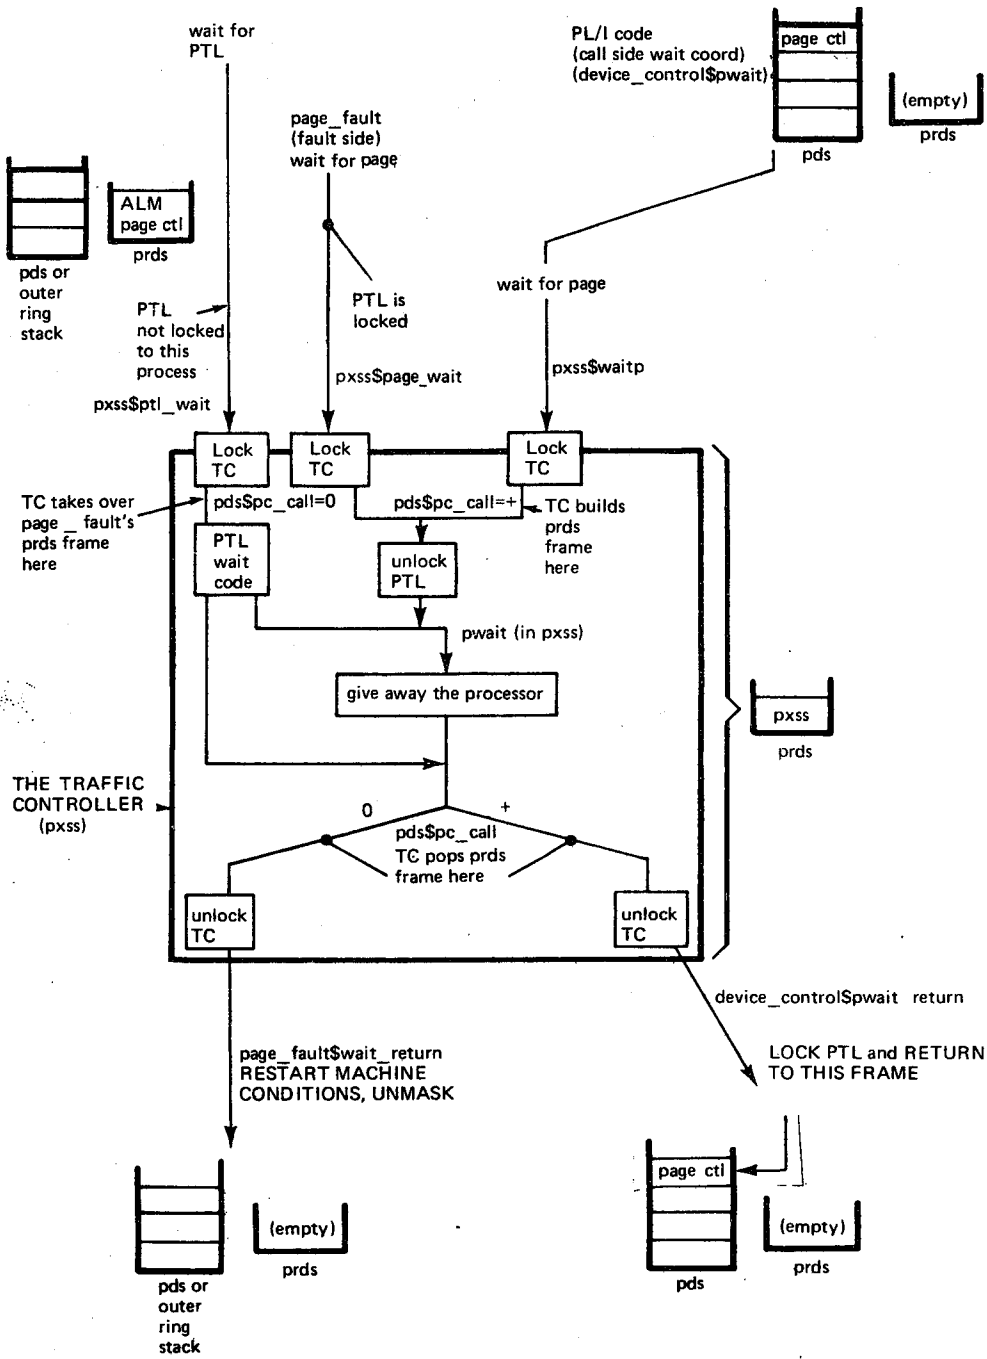 wait for
PTL
PL/I code
(call side wait coord)
(device_control$pwait)
page ctl
(empty)
prds
pds
page_fault
(fault side)
wait for page
ALM
page ctl
prds
pds or
outer
ring
stack
PTL is
locked
wait for page
PTL
not locked
to this
process
pxss$page_wait
pxss$waitp
pxss$ptl_wait
Lock
TC
Lock
TC
Lock
TC
TC takes over
page_fault's
prds frame
here
pds$pc_call=0
pds$pc_call=+
TC builds
prds
frame
here
PTL
wait
code
unlock
PTL
pwait (in pxss)
give away the processor
pxss
prds
THE TRAFFIC
CONTROLLER
(pxss)
0
+
pds$pc_call
TC pops prds
frame here
unlock
TC
unlock
TC
device_control$pwait return
page_fault$wait_return
RESTART MACHINE
CONDITIONS, UNMASK
LOCK PTL and RETURN
TO THIS FRAME
page ctl
(empty)
prds
pds or
outer
ring
stack
(empty)
prds
pds